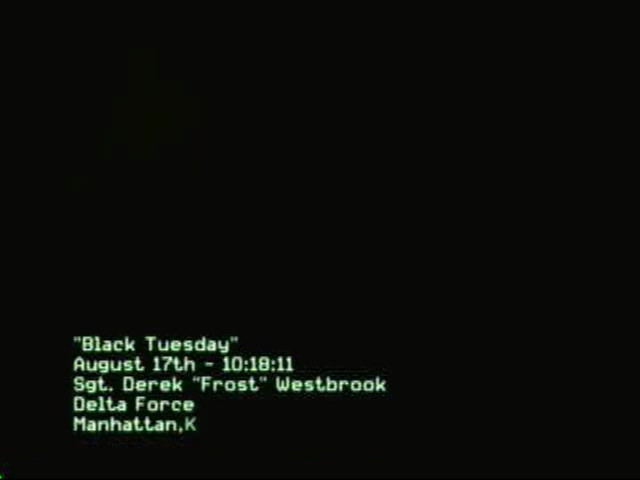 "Black Tuesday"
August 17th - 10:18:11
Sgt. Derek "Frost" Westbrook
Delta Force
Manhattan,K